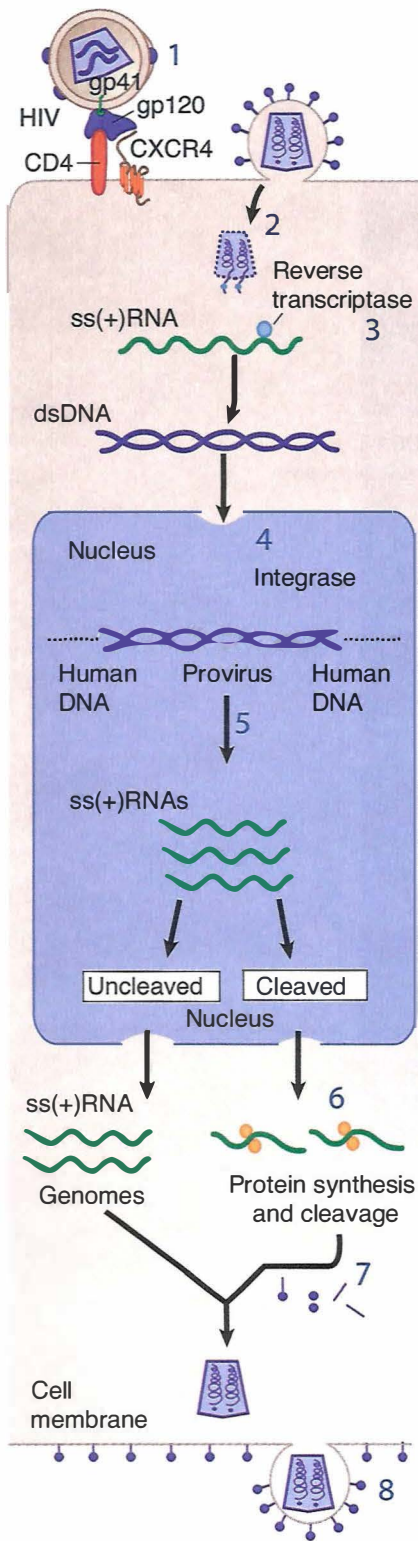 1
gp41
HIV
gp120
CD4
CXCR4
2
Reverse
transcriptase
3
ss(+)RNA
dsDNA
Nucleus
4
Integrase
Human
DNA
Provirus
Human
DNA
5
ss(+)RNAs
Uncleaved
Cleaved
Nucleus
ss(+)RNA
6
Genomes
Protein synthesis
and cleavage
7
Cell
membrane
8